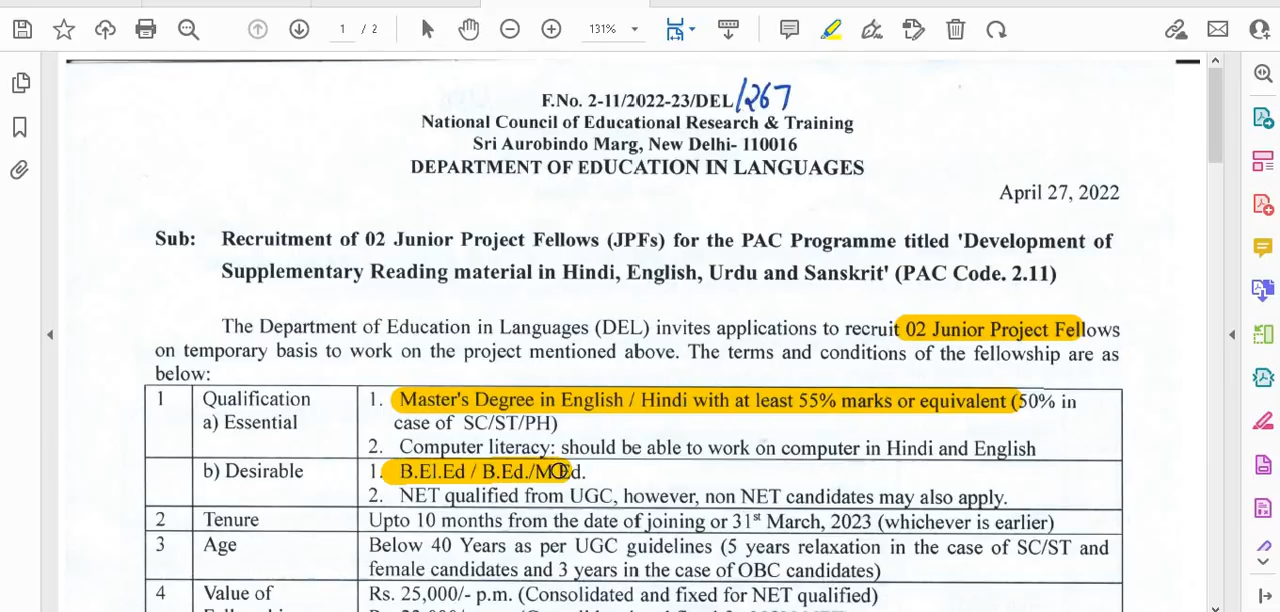 1 / 2
131%
F.No. 2-11/2022-23/DEL/1267
National Council of Educational Research & Training
Sri Aurobindo Marg, New Delhi- 110016
DEPARTMENT OF EDUCATION IN LANGUAGES
April 27, 2022
Sub: Recruitment of 02 Junior Project Fellows (JPFs) for the PAC Programme titled 'Development of
Supplementary Reading material in Hindi, English, Urdu and Sanskrit' (PAC Code. 2.11)
The Department of Education in Languages (DEL) invites applications to recruit 02 Junior Project Fellows
on temporary basis to work on the project mentioned above. The terms and conditions of the fellowship are as
below:
1 Qualification 1. Master's Degree in English / Hindi with at least 55% marks or equivalent (50% in
a) Essential case of SC/ST/PH)
2. Computer literacy: should be able to work on computer in Hindi and English
b) Desirable 1. B.El.Ed / B.Ed./M.Ed.
2. NET qualified from UGC, however, non NET candidates may also apply.
2 Tenure Upto 10 months from the date of joining or 31st March, 2023 (whichever is earlier)
3 Age Below 40 Years as per UGC guidelines (5 years relaxation in the case of SC/ST and
female candidates and 3 years in the case of OBC candidates)
4 Value of Rs. 25,000/- p.m. (Consolidated and fixed for NET qualified)